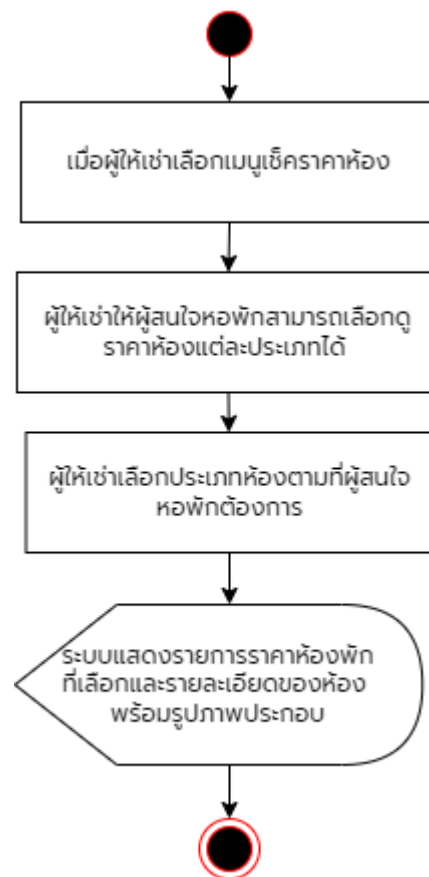 เมื่อผู้ให้เช่าเลือกเมนูเช็คราคาห้อง
ผู้ให้เช่าให้ผู้สนใจหอพักสามารถเลือกดู
ราคาห้องแต่ละประเภทได้
ผู้ให้เช่าเลือกประเภทห้องตามที่ผู้สนใจ
หอพักต้องการ
ระบบแสดงรายการราคาห้องพัก
ที่เลือกและรายละเอียดของห้อง
พร้อมรูปภาพประกอบ